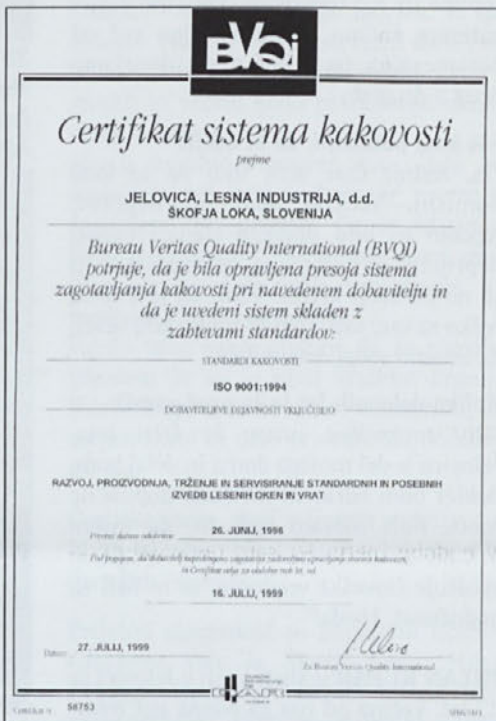 BVQi
Certifikat sistema kakovosti
prejme
JELOVICA, LESNA INDUSTRIJA, d.d.
ŠKOFJA LOKA, SLOVENIJA
Bureau Veritas Quality International (BVQI)
potrjuje, da je bila opravljena presoja sistema
zagotavljanja kakovosti pri navedenem dobavitelju in
da je uvedeni sistem skladen z
zahtevami standardov:
STANDARDI KAKOVOSTI
ISO 9001:1994
DOBAVITELJEVE DEJAVNOSTI VKLJUČUJEJO
RAZVOJ, PROIZVODNJA, TRŽENJE IN SERVISIRANJE STANDARDNIH IN POSEBNIH
IZVEDB LESENIH OKEN IN VRAT
26. JUNIJ, 1996
16. JULIJ, 1999
Datum: 27. JULIJ, 1999
Za Bureau Veritas Quality International
58753